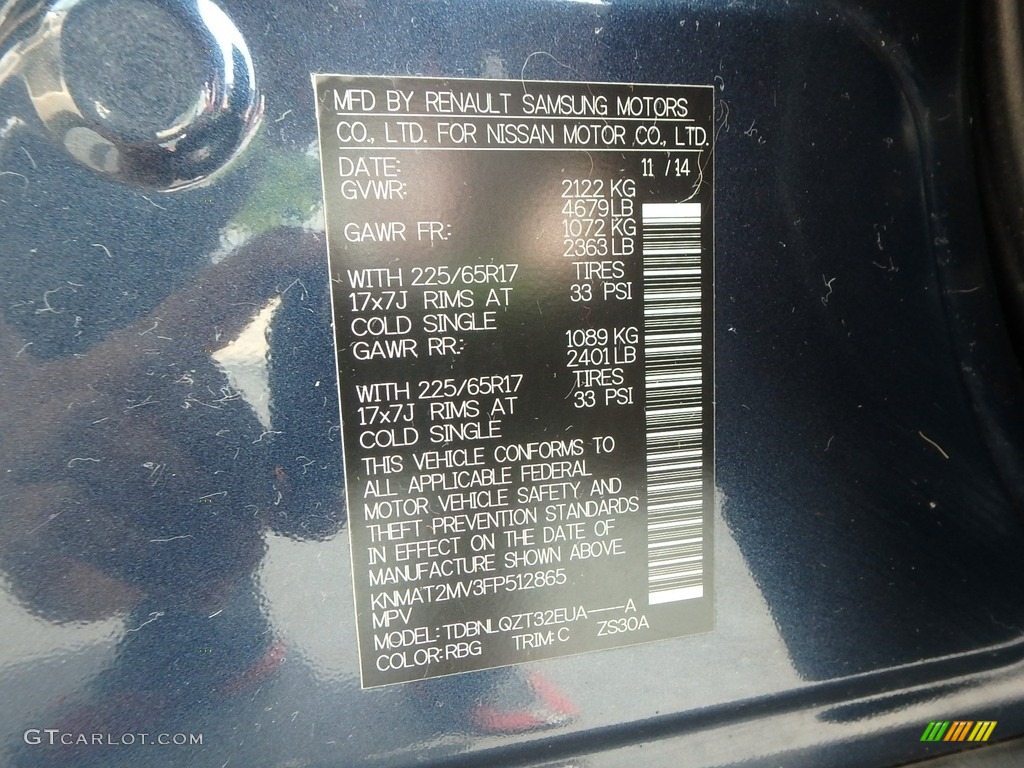 MFD BY RENAULT SAMSUNG MOTORS
CO., LTD. FOR NISSAN MOTOR CO., LTD.
DATE: 11 / 14
GVWR: 2122 KG
4679 LB
GAWR FR.: 1072 KG
2363 LB
WITH 225/65R17 TIRES
17x7J RIMS AT 33 PSI
COLD SINGLE
GAWR RR.: 1089 KG
2401 LB
WITH 225/65R17 TIRES
17x7J RIMS AT 33 PSI
COLD SINGLE
THIS VEHICLE CONFORMS TO
ALL APPLICABLE FEDERAL
MOTOR VEHICLE SAFETY AND
THEFT PREVENTION STANDARDS
IN EFFECT ON THE DATE OF
MANUFACTURE SHOWN ABOVE.
KNMAT2MV3FP512865
MPV
MODEL: TDBNLQZT32EUA----A
COLOR: RBG TRIM: C ZS30A
GTCARLOT.COM